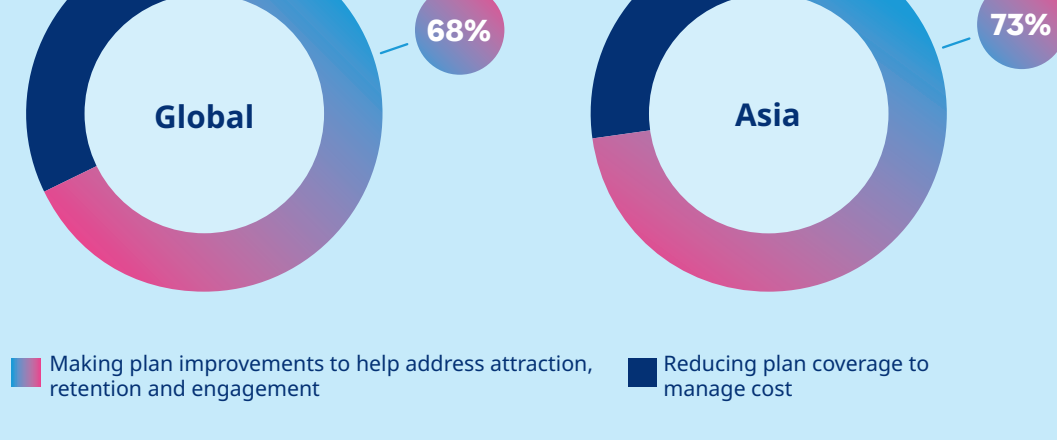 68%
73%
Global
Asia
Making plan improvements to help address attraction,
retention and engagement
Reducing plan coverage to
manage cost